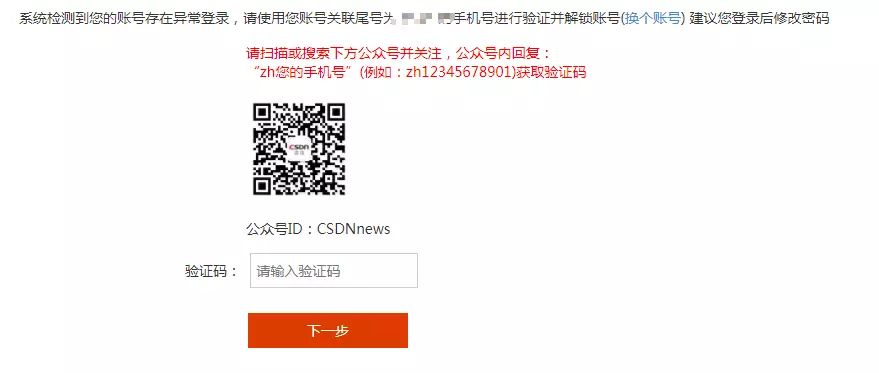 系统检测到您的账号存在异常登录，请使用您账号关联尾号为 的手机号进行验证并解锁账号(换个账号) 建议您登录后修改密码
请扫描或搜索下方公众号并关注，公众号内回复：
“zh您的手机号”(例如：zh12345678901)获取验证码
CSDN
公众号ID：CSDNnews
验证码： 请输入验证码
下一步